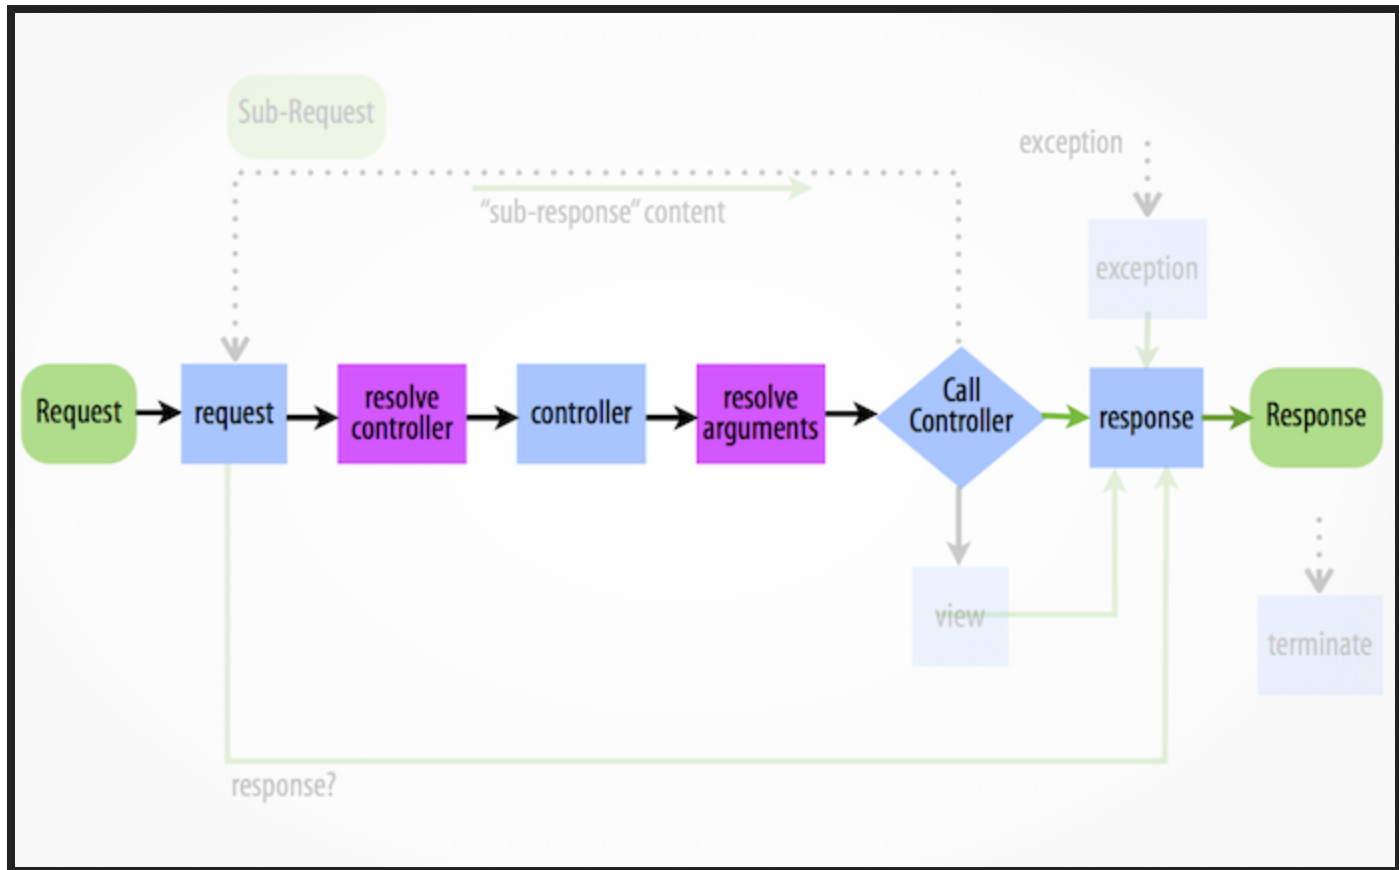 Sub-Request
exception
“sub-response” content
exception
Request
request
resolve
controller
controller
resolve
arguments
Call
Controller
response
Response
view
terminate
response?